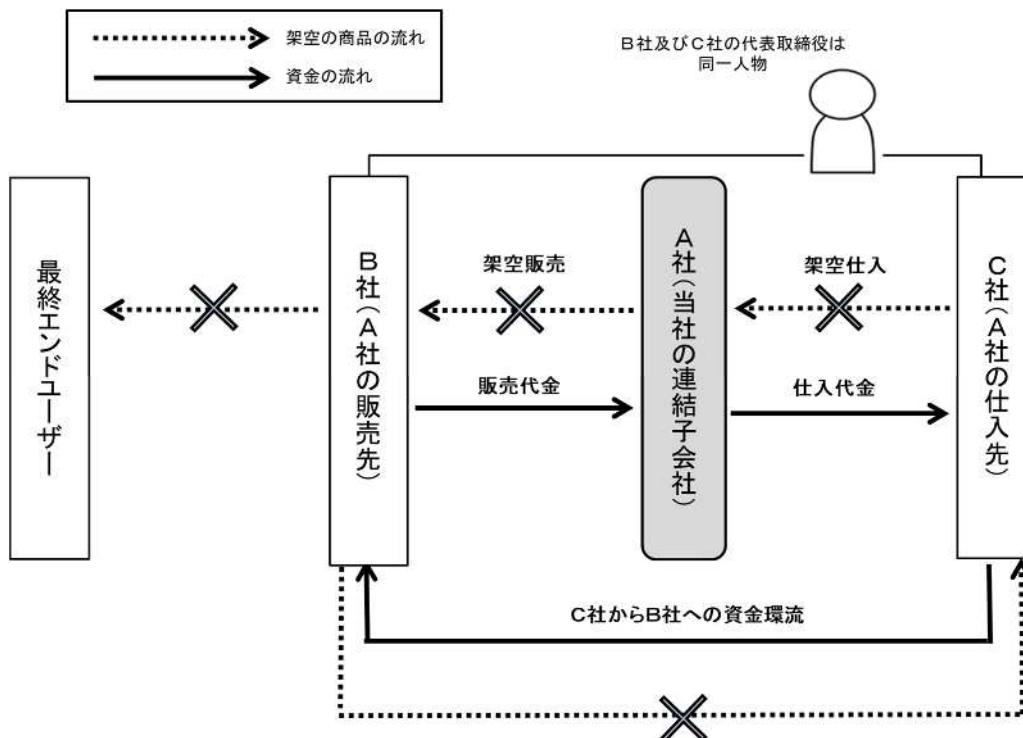 架空の商品の流れ
資金の流れ
B社及びC社の代表取締役は
同一人物
最終エンドユーザー
B社(A社の販売先)
A社(当社の連結子会社)
C社(A社の仕入先)
架空販売
架空仕入
販売代金
仕入代金
C社からB社への資金環流